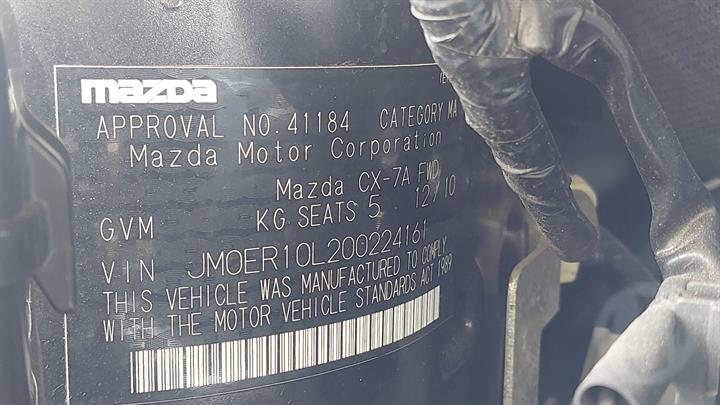 mazda
APPROVAL NO. 41184 CATEGORY MA
Mazda Motor Corporation
Mazda CX-7A FWD
GVM KG SEATS 5 12/10
VIN JM0ER10L200224161
THIS VEHICLE WAS MANUFACTURED TO COMPLY
WITH THE MOTOR VEHICLE STANDARDS ACT 1989